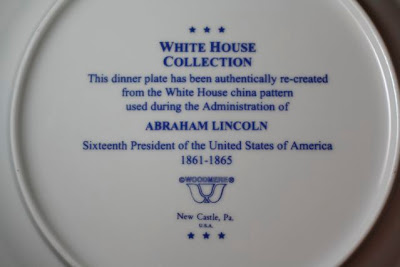 ★ ★ ★
WHITE HOUSE
COLLECTION
This dinner plate has been authentically re-created
from the White House china pattern
used during the Administration of
ABRAHAM LINCOLN
Sixteenth President of the United States of America
1861-1865
©WOODMERE
New Castle, Pa.
U.S.A.
★ ★ ★